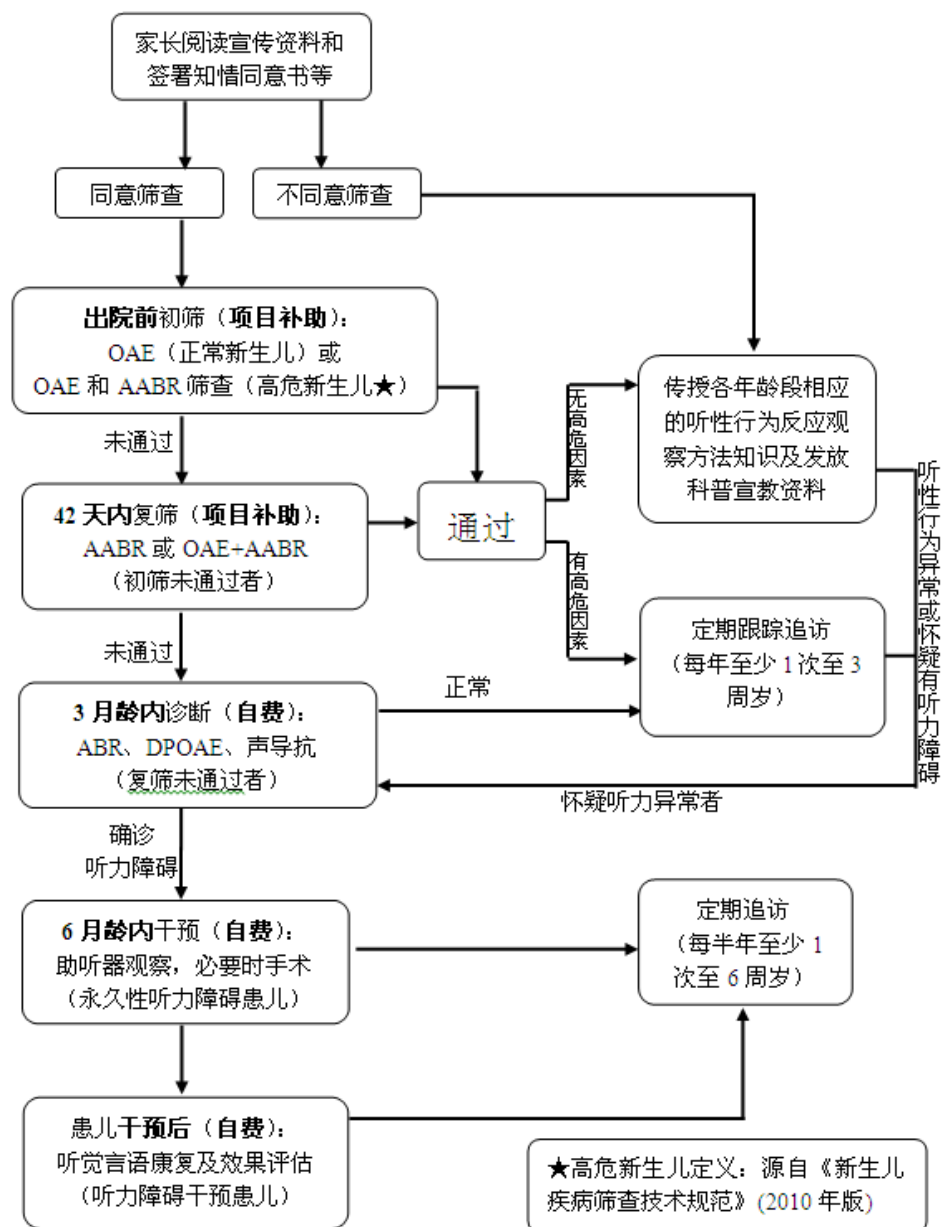 家长阅读宣传资料和
签署知情同意书等
同意筛查
不同意筛查
出院前初筛（项目补助）：
OAE（正常新生儿）或
OAE 和 AABR 筛查（高危新生儿★）
无高危因素
传授各年龄段相应
的听性行为反应观
察方法知识及发放
科普宣教资料
未通过
听性行为异常或怀疑有听力障碍
42 天内复筛（项目补助）：
AABR 或 OAE+AABR
（初筛未通过者）
通过
有高危因素
定期跟踪追访
（每年至少 1 次至 3
周岁）
未通过
正常
3 月龄内诊断（自费）：
ABR、DPOAE、声导抗
（复筛未通过者）
怀疑听力异常者
确诊
听力障碍
6 月龄内干预（自费）：
助听器观察，必要时手术
（永久性听力障碍患儿）
定期追访
（每半年至少 1
次至 6 周岁）
患儿干预后（自费）：
听觉言语康复及效果评估
（听力障碍干预患儿）
★高危新生儿定义：源自《新生儿
疾病筛查技术规范》(2010 年版)